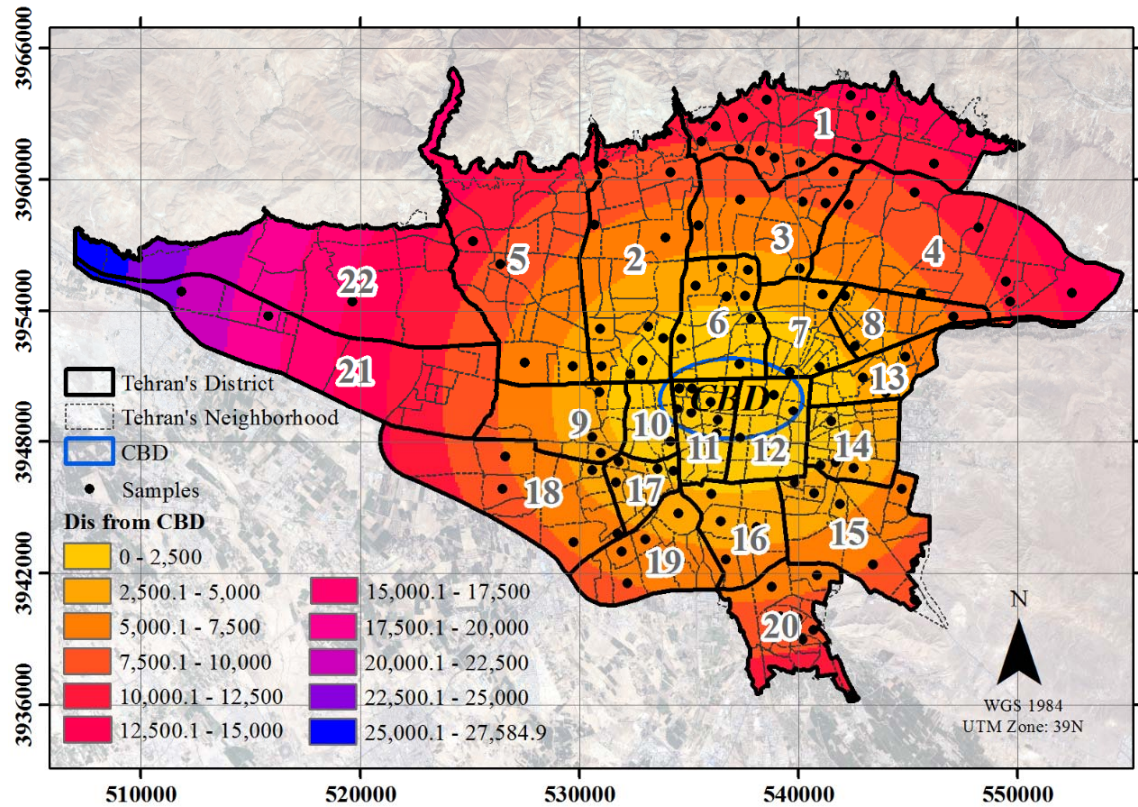 3966000
3960000
3954000
3948000
3942000
3936000
1
2
3
4
5
22
6
7
8
21
13
CBD
9
10
11
12
14
18
17
15
16
19
20
Tehran's District
Tehran's Neighborhood
CBD
Samples
Dis from CBD
0 - 2,500
2,500.1 - 5,000
5,000.1 - 7,500
7,500.1 - 10,000
10,000.1 - 12,500
12,500.1 - 15,000
15,000.1 - 17,500
17,500.1 - 20,000
20,000.1 - 22,500
22,500.1 - 25,000
25,000.1 - 27,584.9
N
WGS 1984
UTM Zone: 39N
510000 520000 530000 540000 550000